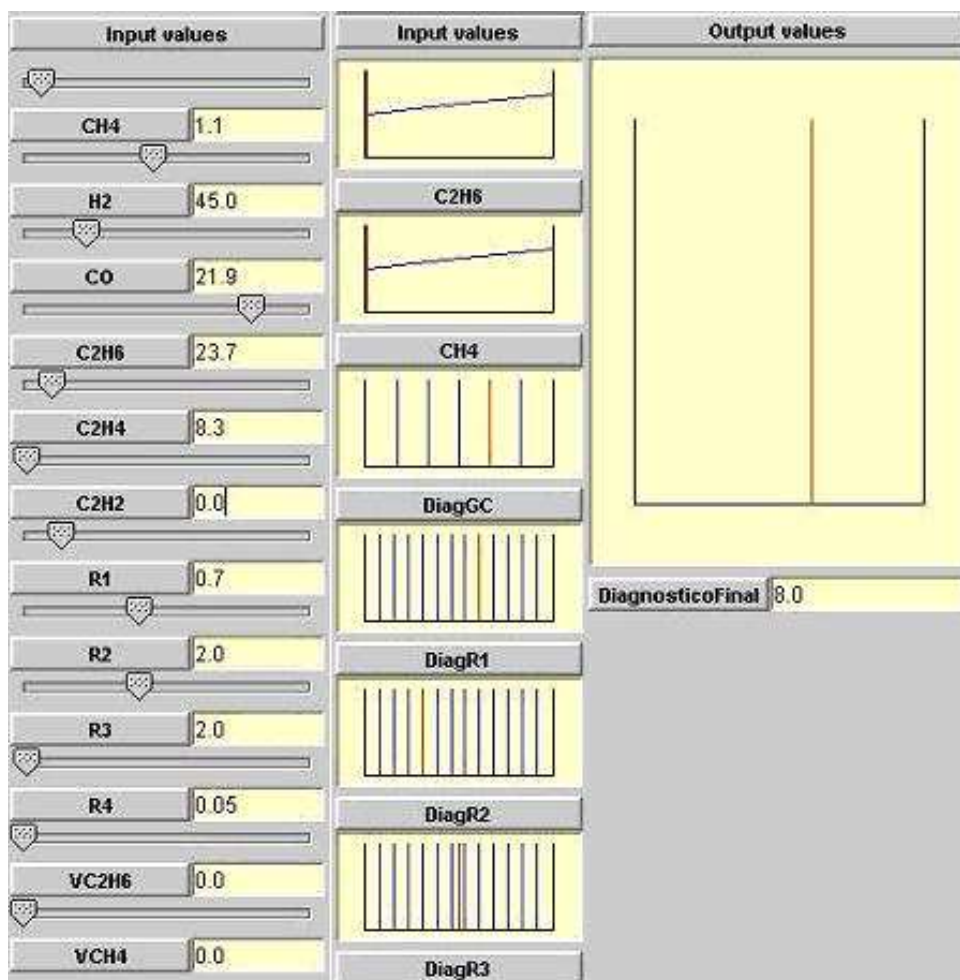 Input values
CH4 1.1
H2 45.0
CO 21.9
C2H6 23.7
C2H4 8.3
C2H2 0.0
R1 0.7
R2 2.0
R3 2.0
R4 0.05
VC2H6 0.0
VCH4 0.0
Input values
C2H6
CH4
DiagGC
DiagR1
DiagR2
DiagR3
Output values
DiagnosticoFinal 8.0